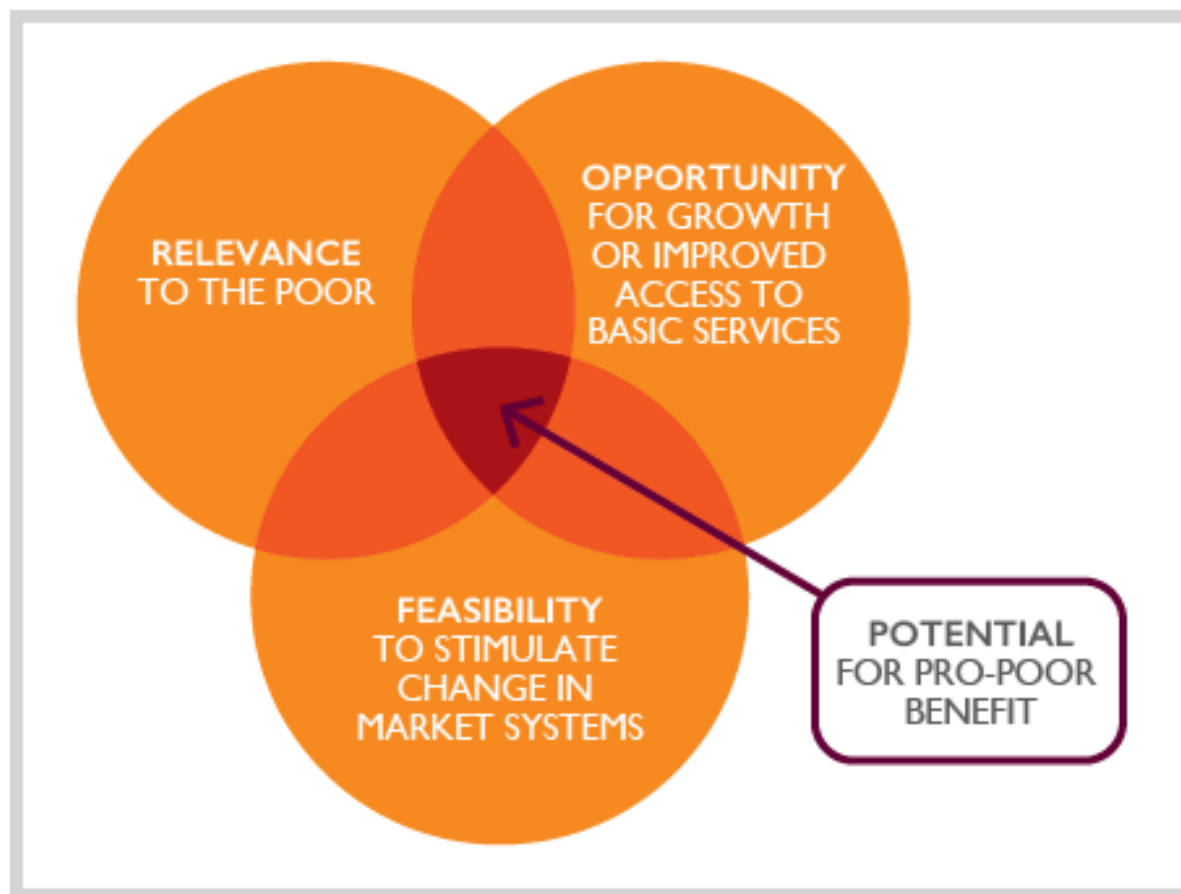 RELEVANCE
TO THE POOR
OPPORTUNITY
FOR GROWTH
OR IMPROVED
ACCESS TO
BASIC SERVICES
FEASIBILITY
TO STIMULATE
CHANGE IN
MARKET SYSTEMS
POTENTIAL
FOR PRO-POOR
BENEFIT